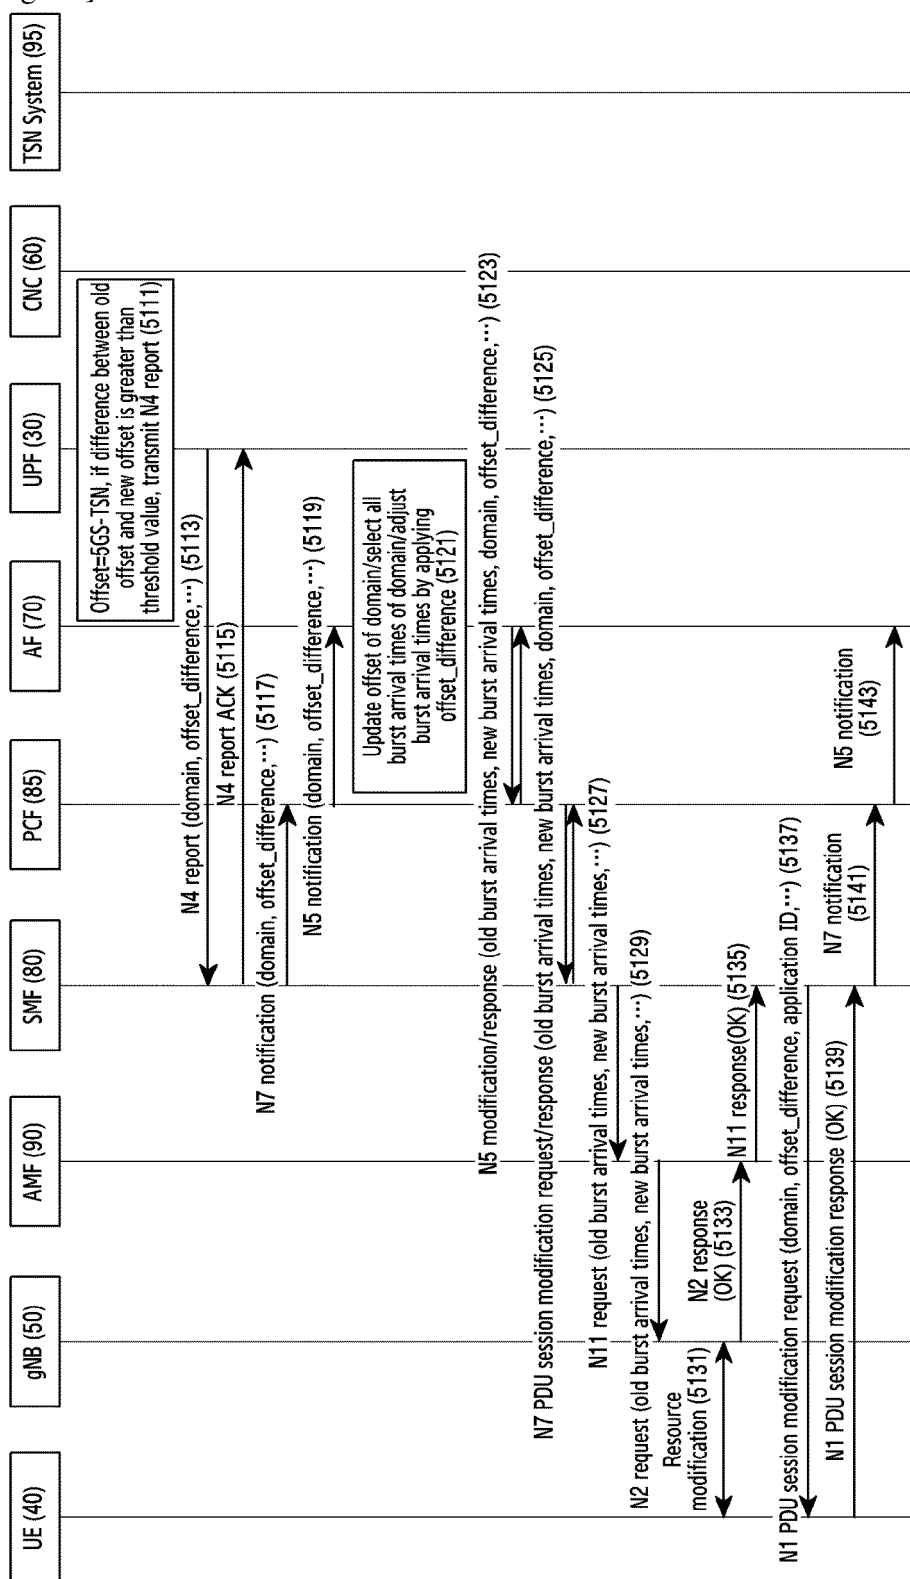 g. 5]
UE (40)
gNB (50)
AMF (90)
SMF (80)
PCF (85)
AF (70)
UPF (30)
CNC (60)
TSN System (95)
Offset=5GS-TSN, if difference between old
offset and new offset is greater than
threshold value, transmit N4 report (5111)
N4 report (domain, offset_difference,⋯) (5113)
N4 report ACK (5115)
N7 notification (domain, offset_difference,⋯) (5117)
N5 notification (domain, offset_difference,⋯) (5119)
Update offset of domain/select all
burst arrival times of domain/adjust
burst arrival times by applying
offset_difference (5121)
N5 modification/response (old burst arrival times, new burst arrival times, domain, offset_difference,⋯) (5123)
N7 PDU session modification request/response (old burst arrival times, new burst arrival times, domain, offset_difference,⋯) (5125)
N11 request (old burst arrival times, new burst arrival times,⋯) (5127)
N2 request (old burst arrival times, new burst arrival times,⋯) (5129)
Resource
modification (5131)
N2 response
(OK) (5133)
N11 response(OK) (5135)
N1 PDU session modification request (domain, offset_difference, application ID,⋯) (5137)
N1 PDU session modification response (OK) (5139)
N7 notification
(5141)
N5 notification
(5143)